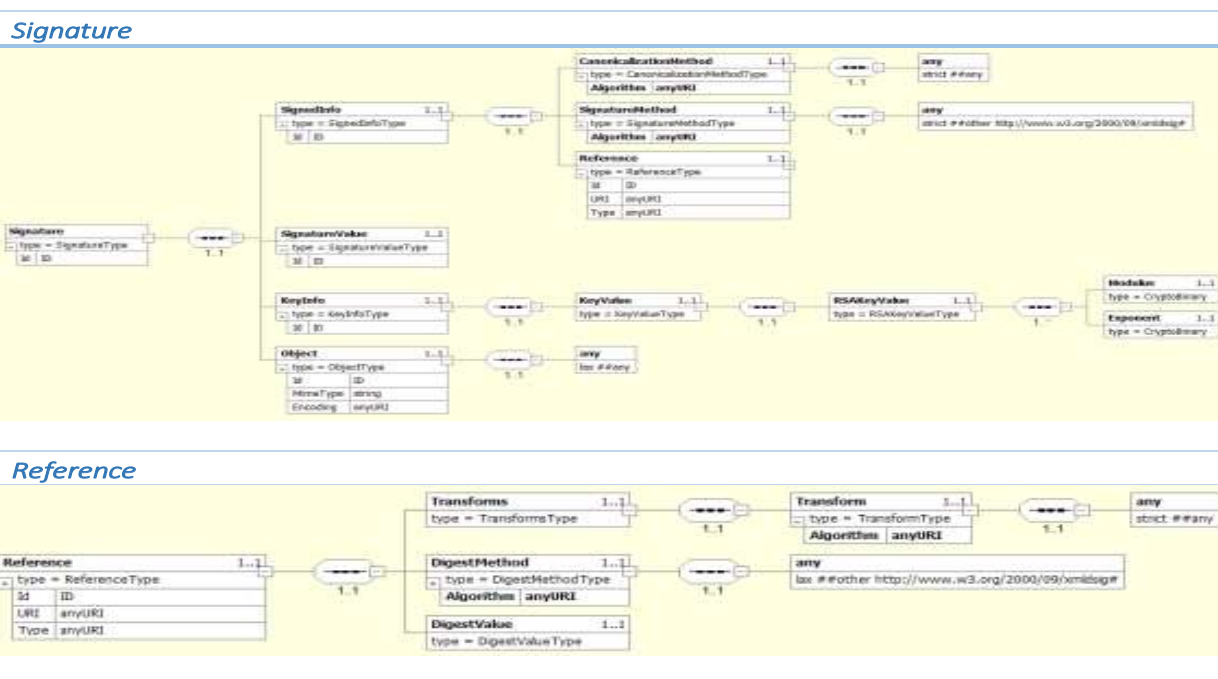 Signature
CanonicalizationMethod 1..1
type = CanonicalizationMethodType
Algorithm anyURI
1..1
any
strict ##any
SignedInfo 1..1
type = SignedInfoType
Id ID
1..1
SignatureMethod 1..1
type = SignatureMethodType
Algorithm anyURI
1..1
any
strict ##other http://www.w3.org/2000/09/xmldsig#
Reference 1..1
type = ReferenceType
Id ID
URI anyURI
Type anyURI
Signature
type = SignatureType
Id ID
1..1
SignatureValue 1..1
type = SignatureValueType
Id ID
KeyInfo 1..1
type = KeyInfoType
Id ID
1..1
KeyValue 1..1
type = KeyValueType
1..1
RSAKeyValue 1..1
type = RSAKeyValueType
Modulus 1..1
type = CryptoBinary
Exponent 1..1
type = CryptoBinary
Object 1..1
type = ObjectType
Id ID
MimeType string
Encoding anyURI
1..1
any
lax ##any
Reference
Transforms 1..1
type = TransformsType
1..1
Transform 1..1
type = TransformType
Algorithm anyURI
1..1
any
strict ##any
Reference 1..1
type = ReferenceType
Id ID
URI anyURI
Type anyURI
1..1
DigestMethod 1..1
type = DigestMethodType
Algorithm anyURI
1..1
any
lax ##other http://www.w3.org/2000/09/xmldsig#
DigestValue 1..1
type = DigestValueType